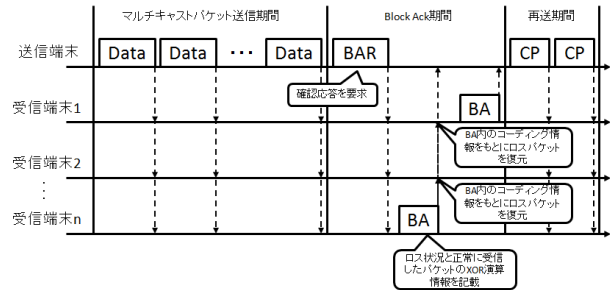 マルチキャストパケット送信期間
Block Ack期間
再送期間
送信端末
Data
Data
・・・
Data
BAR
CP
CP
確認応答を要求
受信端末1
BA
BA内のコーディング情
報をもとにロスパケット
を復元
受信端末2
BA内のコーディング情
報をもとにロスパケット
を復元
受信端末n
BA
ロス状況と正常に受信
したパケットのXOR演算
情報を記載